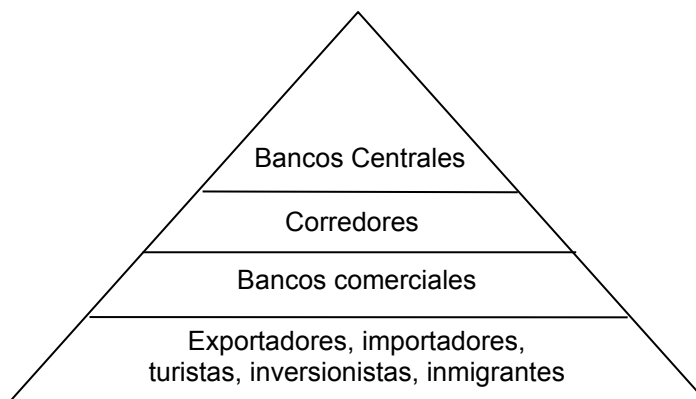 Bancos Centrales
Corredores
Bancos comerciales
Exportadores, importadores,
turistas, inversionistas, inmigrantes